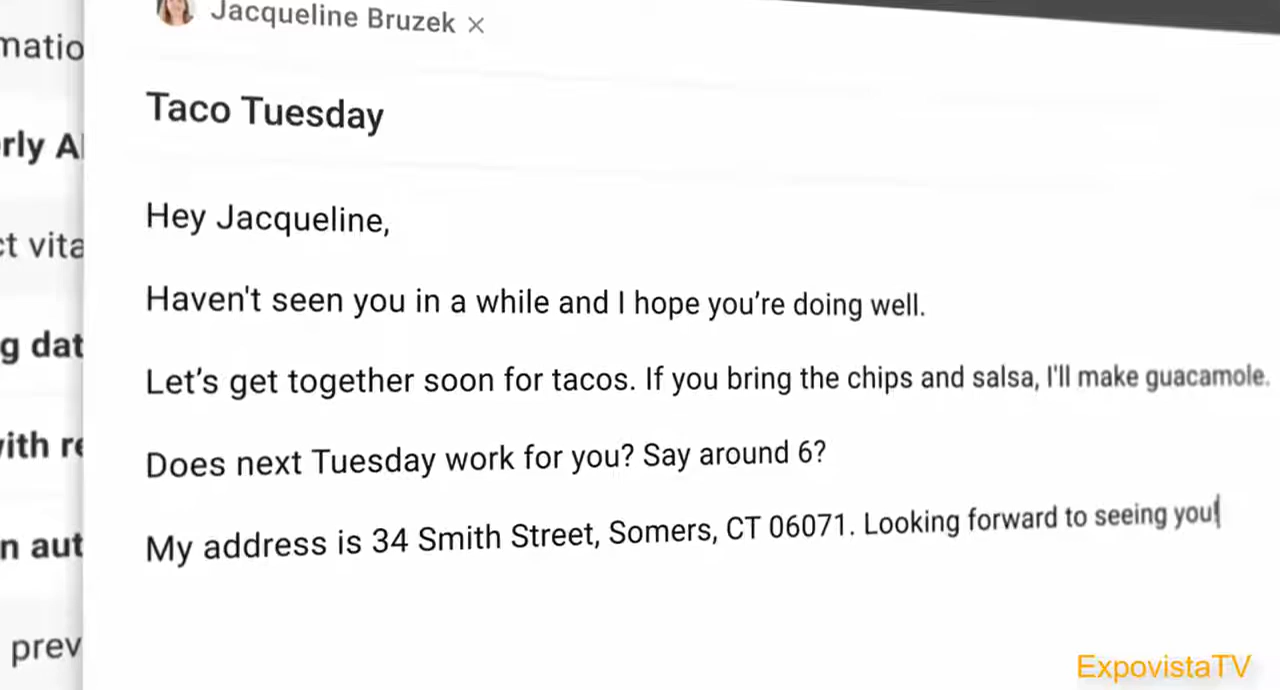 Jacqueline Bruzek ×
Taco Tuesday
Hey Jacqueline,
Haven't seen you in a while and I hope you’re doing well.
Let’s get together soon for tacos. If you bring the chips and salsa, I'll make guacamole.
Does next Tuesday work for you? Say around 6?
My address is 34 Smith Street, Somers, CT 06071. Looking forward to seeing you
g dat
prev
ExpovistaTV